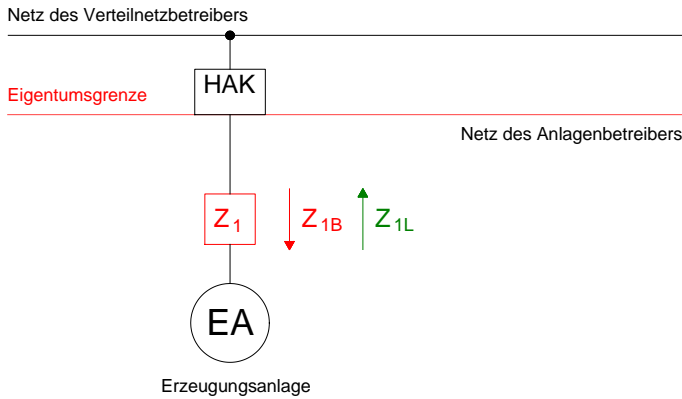 Netz des Verteilnetzbetreibers
HAK
Eigentumsgrenze
Netz des Anlagenbetreibers
Z1 Z1B Z1L
EA
Erzeugungsanlage